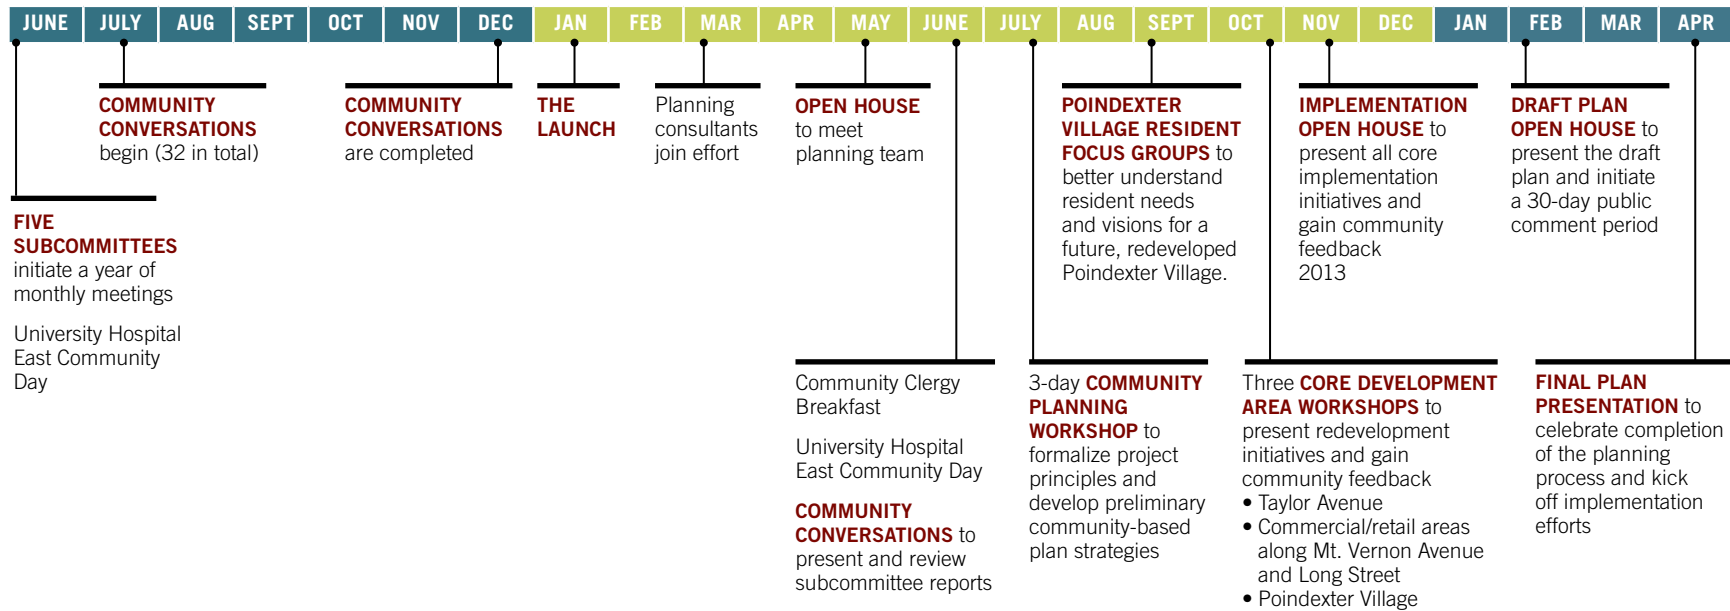 JUNE JULY AUG SEPT OCT NOV DEC JAN FEB MAR APR MAY JUNE JULY AUG SEPT OCT NOV DEC JAN FEB MAR APR
COMMUNITY
CONVERSATIONS
begin (32 in total)
COMMUNITY
CONVERSATIONS
are completed
THE
LAUNCH
Planning
consultants
join effort
OPEN HOUSE
to meet
planning team
POINDEXTER
VILLAGE RESIDENT
FOCUS GROUPS to
better understand
resident needs
and visions for a
future, redeveloped
Poindexter Village.
IMPLEMENTATION
OPEN HOUSE to
present all core
implementation
initiatives and
gain community
feedback
2013
DRAFT PLAN
OPEN HOUSE to
present the draft
plan and initiate
a 30-day public
comment period
FIVE
SUBCOMMITTEES
initiate a year of
monthly meetings
University Hospital
East Community
Day
Community Clergy
Breakfast
University Hospital
East Community Day
COMMUNITY
CONVERSATIONS to
present and review
subcommittee reports
3-day COMMUNITY
PLANNING
WORKSHOP to
formalize project
principles and
develop preliminary
community-based
plan strategies
Three CORE DEVELOPMENT
AREA WORKSHOPS to
present redevelopment
initiatives and gain
community feedback
• Taylor Avenue
• Commercial/retail areas
along Mt. Vernon Avenue
and Long Street
• Poindexter Village
FINAL PLAN
PRESENTATION to
celebrate completion
of the planning
process and kick
off implementation
efforts